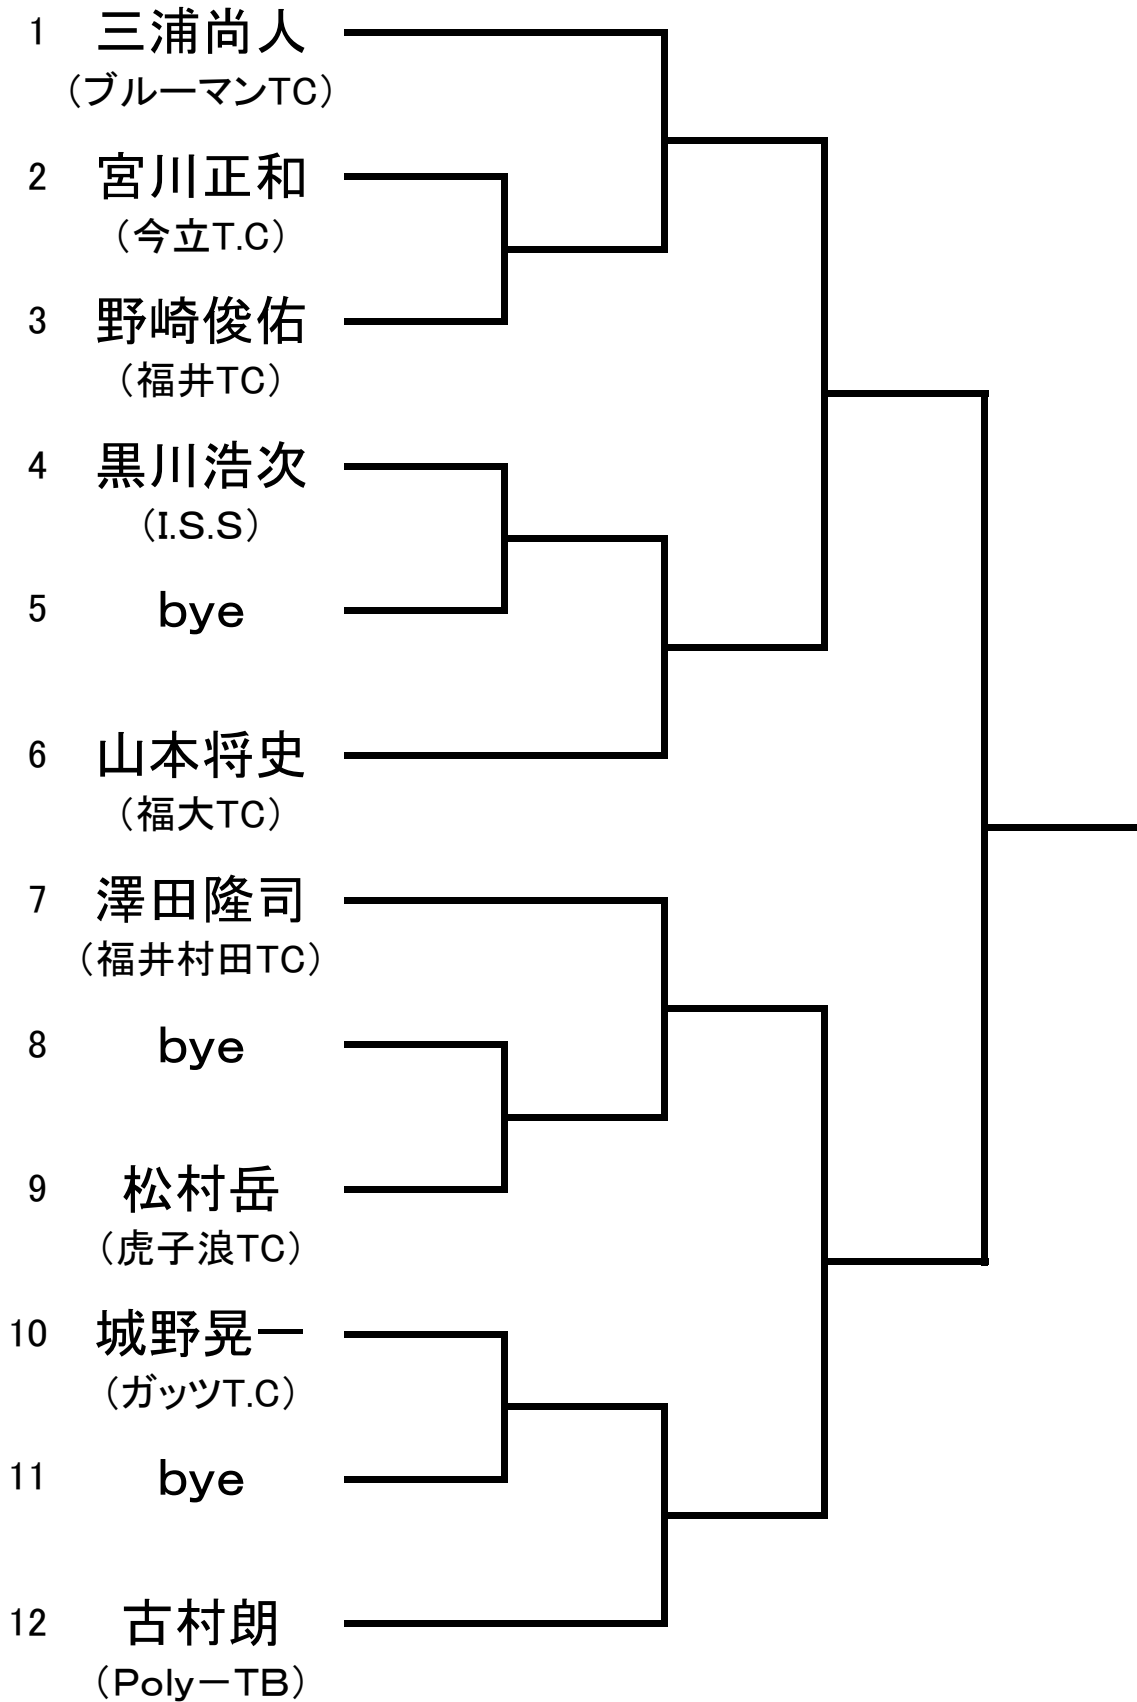 1 三浦尚人
（ブルーマンTC）
2 宮川正和
（今立T.C）
3 野崎俊佑
（福井TC）
4 黒川浩次
（I.S.S）
5 bye
6 山本将史
（福大TC）
7 澤田隆司
（福井村田TC）
8 bye
9 松村岳
（虎子浪TC）
10 城野晃一
（ガッツT.C）
11 bye
12 古村朗
（Poly－TB）